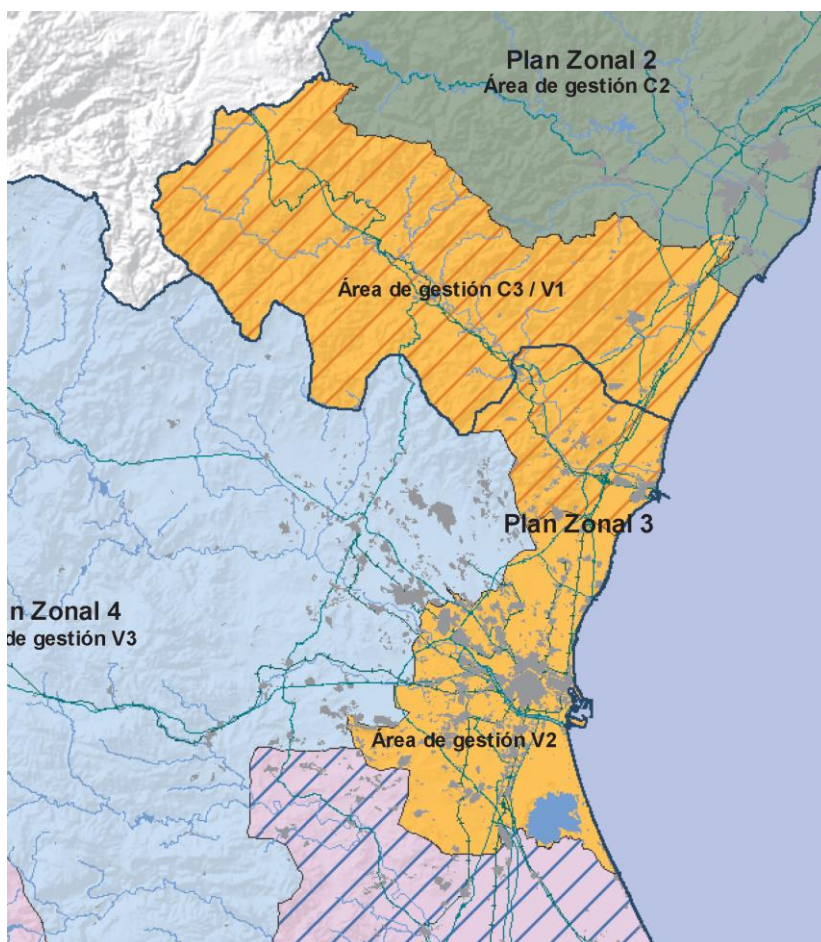 Plan Zonal 2
Área de gestión C2
Área de gestión C3 / V1
Plan Zonal 3
n Zonal 4
de gestión V3
Área de gestión V2